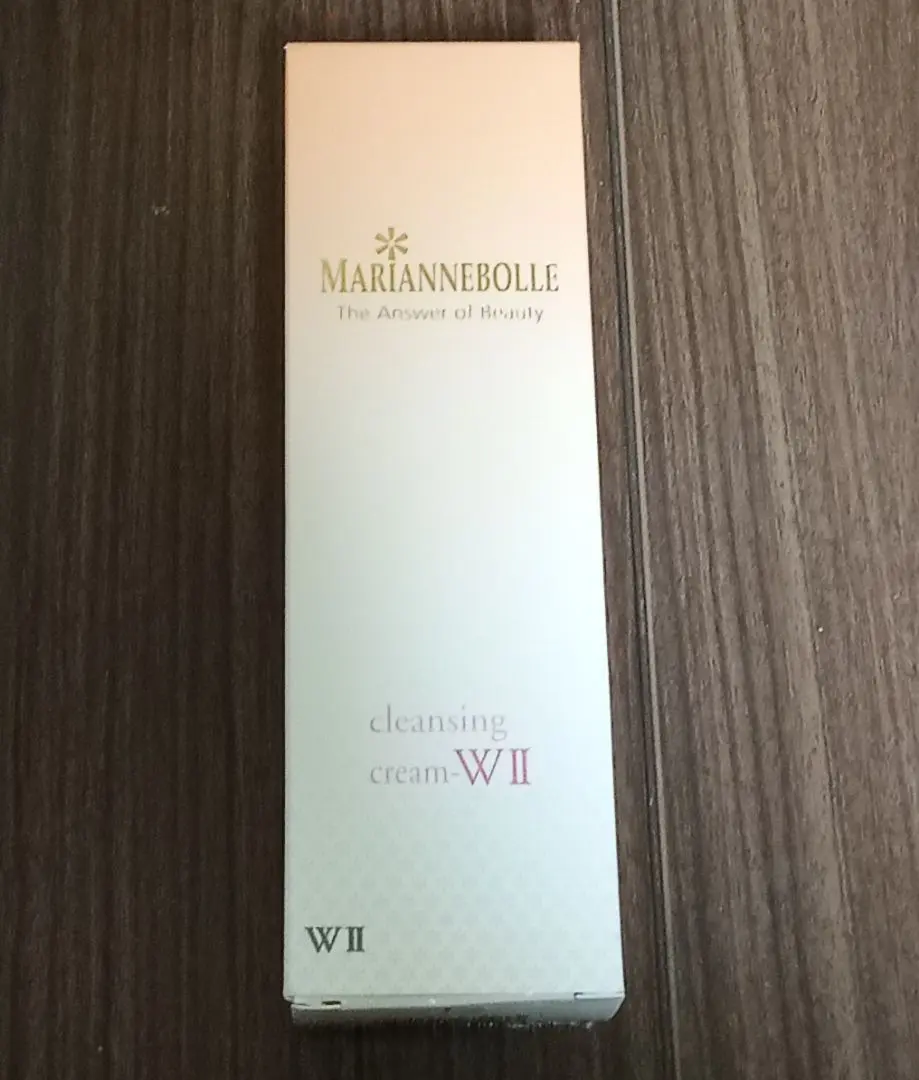 MARIANNEBOLLE
The Answer of Beauty
cleansing
cream-WⅡ
WⅡ